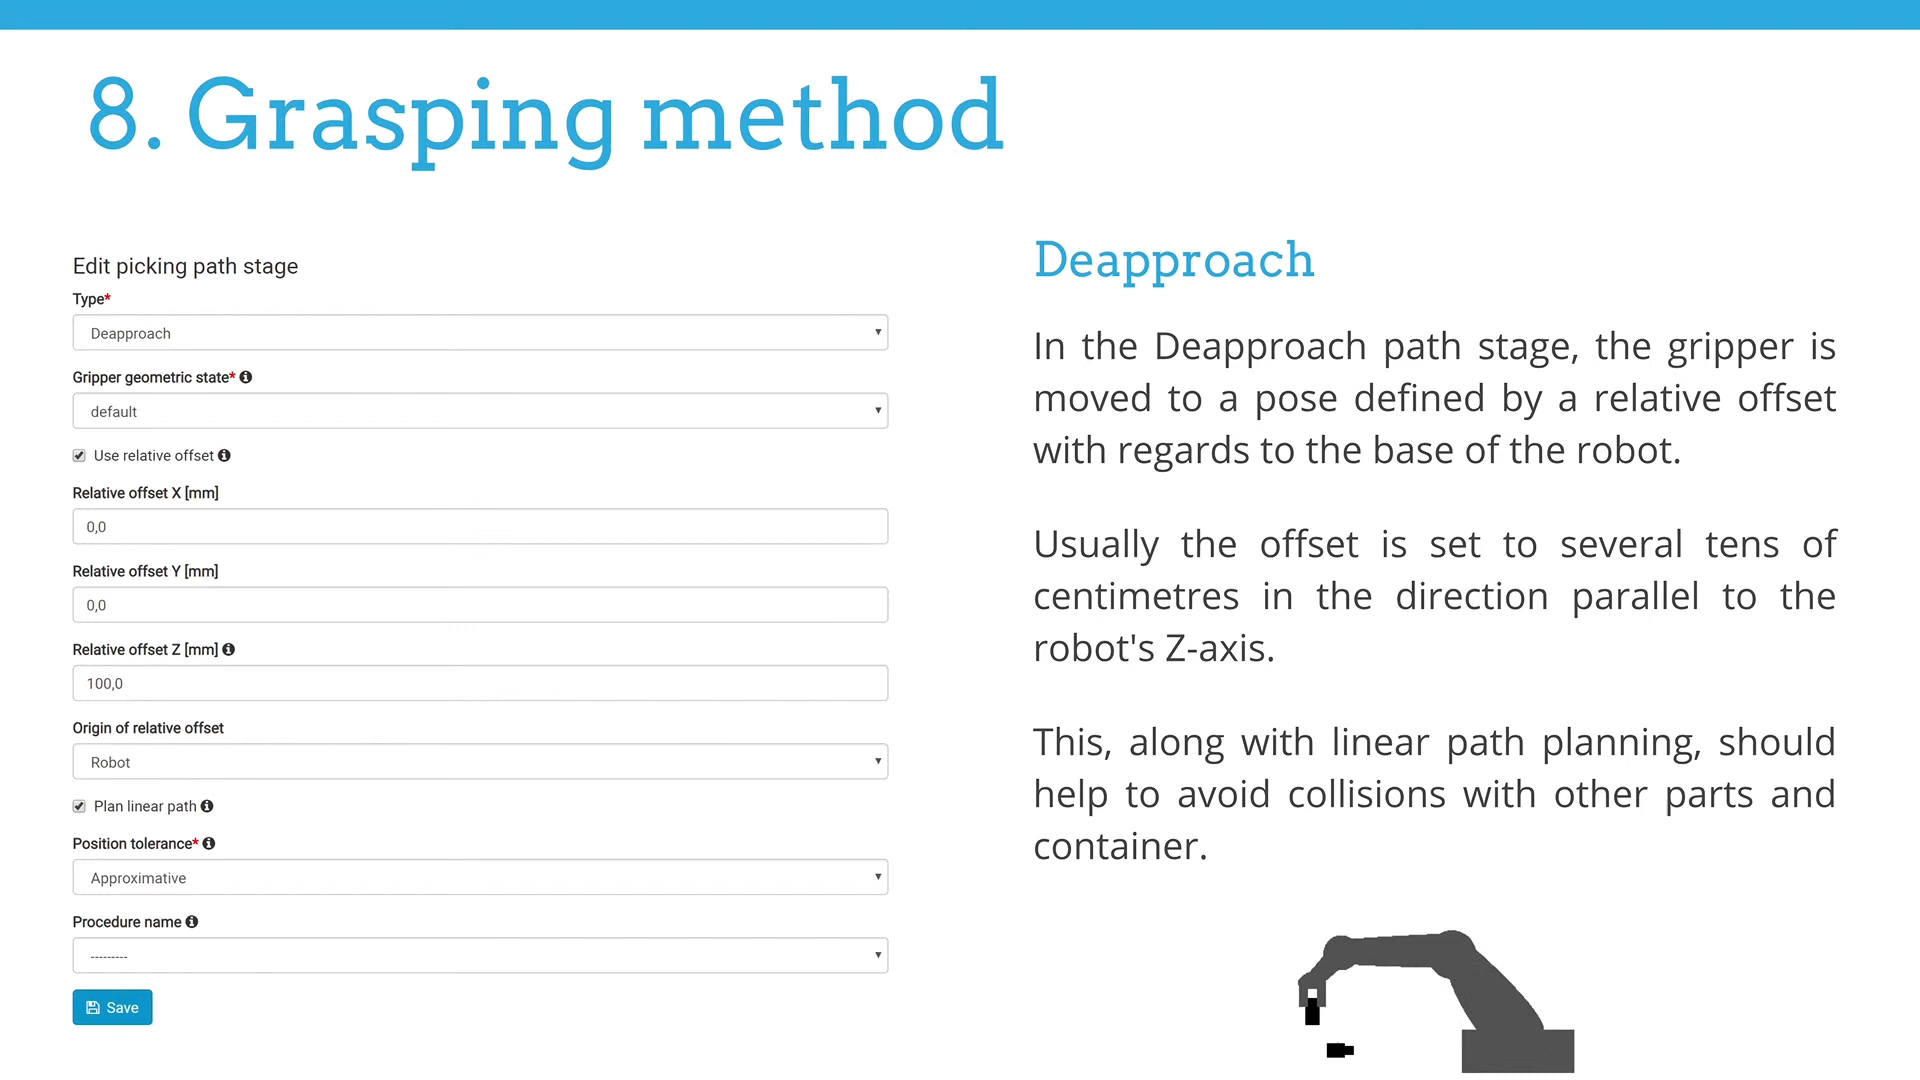 8. Grasping method
Edit picking path stage
Type*
Deapproach
Gripper geometric state*
default
Use relative offset
Relative offset X [mm]
0,0
Relative offset Y [mm]
0,0
Relative offset Z [mm]
100,0
Origin of relative offset
Robot
Plan linear path
Position tolerance*
Approximative
Procedure name
---------
Save
Deapproach
In the Deapproach path stage, the gripper is
moved to a pose defined by a relative offset
with regards to the base of the robot.
Usually the offset is set to several tens of
centimetres in the direction parallel to the
robot's Z-axis.
This, along with linear path planning, should
help to avoid collisions with other parts and
container.